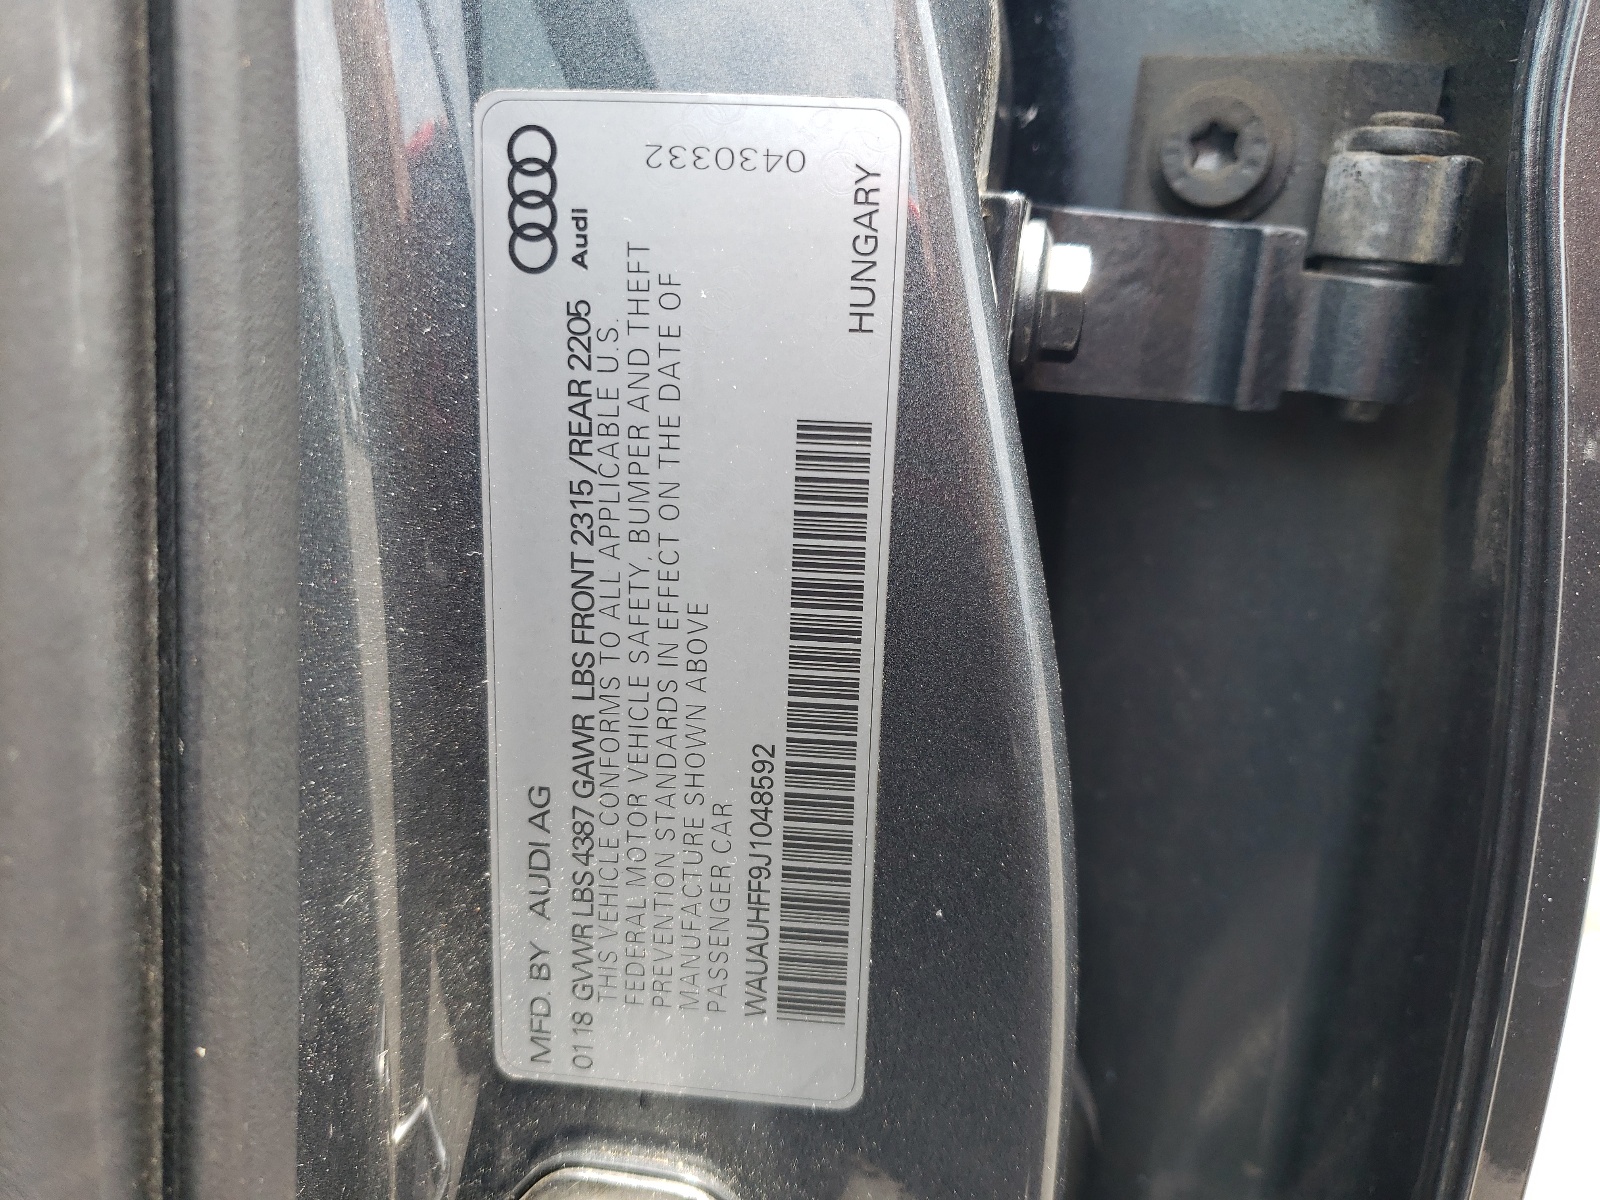 Audi
0430332
MFD. BY AUDI AG
0118 GVWR LBS 4387 GAWR LBS FRONT 2315 / REAR 2205
THIS VEHICLE CONFORMS TO ALL APPLICABLE U.S.
FEDERAL MOTOR VEHICLE SAFETY, BUMPER AND THEFT
PREVENTION STANDARDS IN EFFECT ON THE DATE OF
MANUFACTURE SHOWN ABOVE
PASSENGER CAR
WAUAUHFF9J1048592
HUNGARY